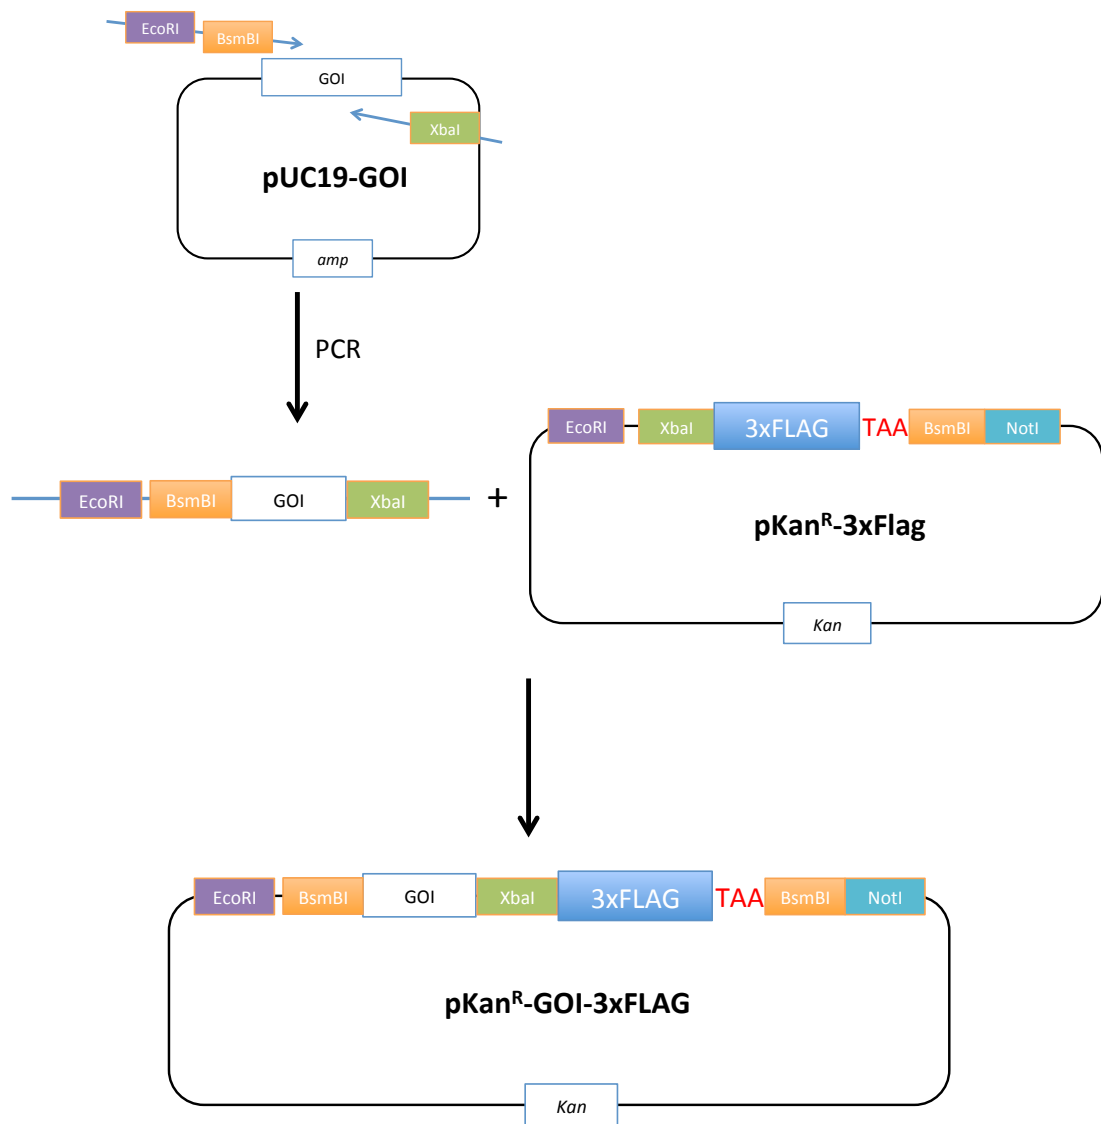 EcoRI
BsmBI
GOI
XbaI
pUC19-GOI
amp
PCR
EcoRI XbaI 3xFLAG TAA BsmBI NotI
EcoRI BsmBI GOI XbaI +
pKanR-3xFlag
Kan
EcoRI BsmBI GOI XbaI 3xFLAG TAA BsmBI NotI
pKanR-GOI-3xFLAG
Kan